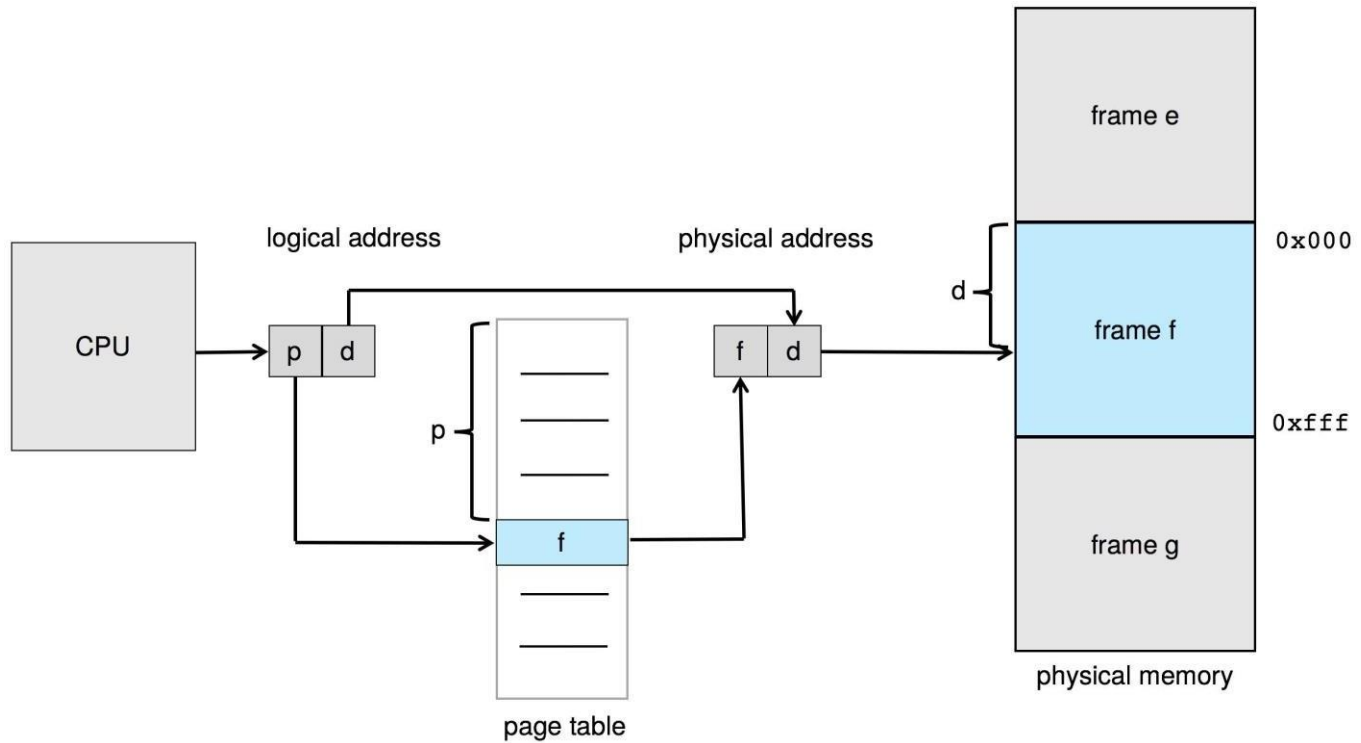 frame e
logical address
physical address
0x000
d
CPU
p
d
f
d
frame f
p
0xfff
f
frame g
physical memory
page table